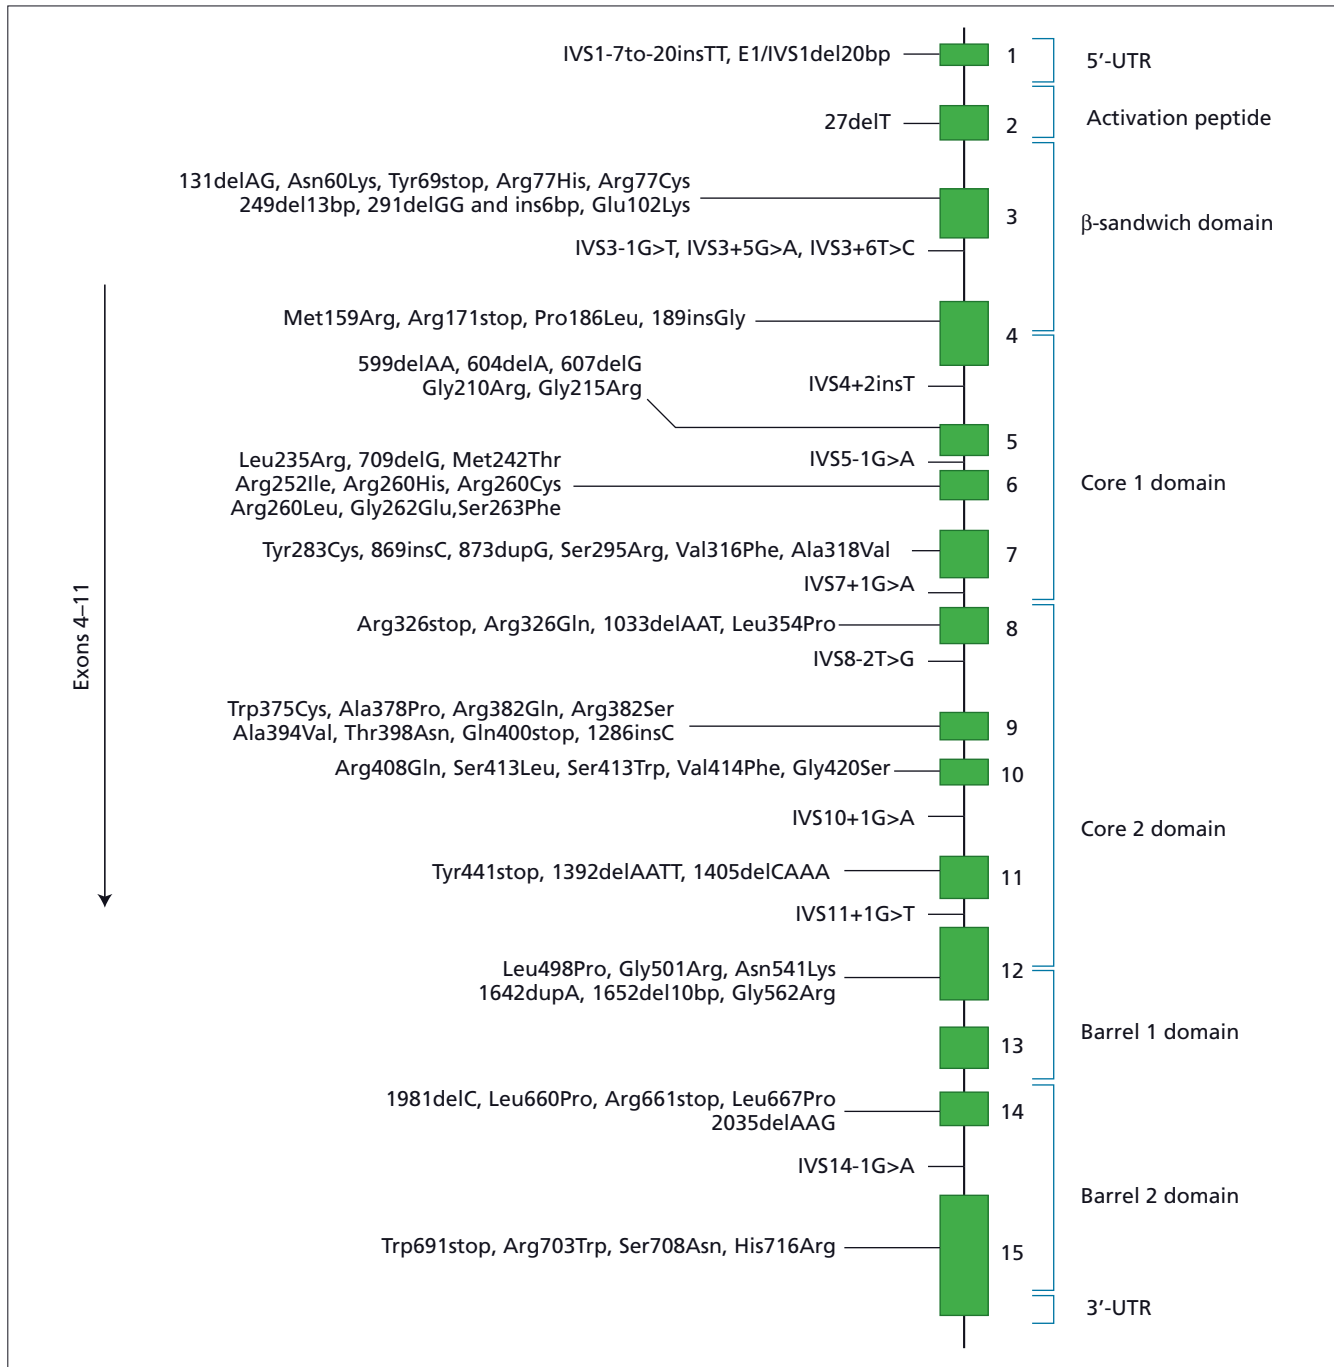 IVS1-7to-20insTT, E1/IVS1del20bp
1
5’-UTR
27delT
2
Activation peptide
131delAG, Asn60Lys, Tyr69stop, Arg77His, Arg77Cys
249del13bp, 291delGG and ins6bp, Glu102Lys
3
β-sandwich domain
IVS3-1G>T, IVS3+5G>A, IVS3+6T>C
Met159Arg, Arg171stop, Pro186Leu, 189insGly
4
599delAA, 604delA, 607delG
Gly210Arg, Gly215Arg
IVS4+2insT
5
IVS5-1G>A
Leu235Arg, 709delG, Met242Thr
Arg252Ile, Arg260His, Arg260Cys
Arg260Leu, Gly262Glu,Ser263Phe
6
Core 1 domain
Tyr283Cys, 869insC, 873dupG, Ser295Arg, Val316Phe, Ala318Val
7
IVS7+1G>A
Exons 4–11
Arg326stop, Arg326Gln, 1033delAAT, Leu354Pro
8
IVS8-2T>G
Trp375Cys, Ala378Pro, Arg382Gln, Arg382Ser
Ala394Val, Thr398Asn, Gln400stop, 1286insC
9
Arg408Gln, Ser413Leu, Ser413Trp, Val414Phe, Gly420Ser
10
IVS10+1G>A
Core 2 domain
Tyr441stop, 1392delAATT, 1405delCAAA
11
IVS11+1G>T
Leu498Pro, Gly501Arg, Asn541Lys
1642dupA, 1652del10bp, Gly562Arg
12
13
Barrel 1 domain
1981delC, Leu660Pro, Arg661stop, Leu667Pro
2035delAAG
14
IVS14-1G>A
Barrel 2 domain
Trp691stop, Arg703Trp, Ser708Asn, His716Arg
15
3’-UTR